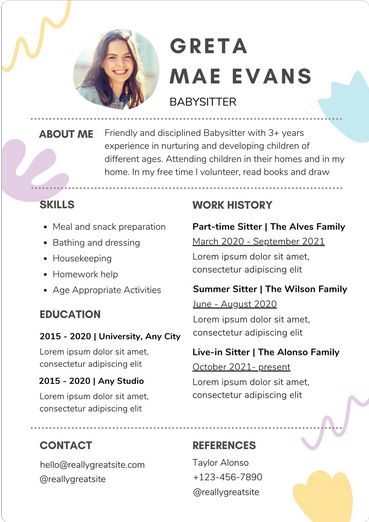 GRETA
MAE EVANS
BABYSITTER
ABOUT ME
Friendly and disciplined Babysitter with 3+ years
experience in nurturing and developing children of
different ages. Attending children in their homes and in my
home. In my free time I volunteer, read books and draw
SKILLS
• Meal and snack preparation
• Bathing and dressing
• Housekeeping
• Homework help
• Age Appropriate Activities
EDUCATION
2015 - 2020 | University, Any City
Lorem ipsum dolor sit amet,
consectetur adipiscing elit
2015 - 2020 | Any Studio
Lorem ipsum dolor sit amet,
consectetur adipiscing elit
WORK HISTORY
Part-time Sitter | The Alves Family
March 2020 - September 2021
Lorem ipsum dolor sit amet,
consectetur adipiscing elit
Summer Sitter | The Wilson Family
June - August 2020
Lorem ipsum dolor sit amet,
consectetur adipiscing elit
Live-in Sitter | The Alonso Family
October 2021- present
Lorem ipsum dolor sit amet,
consectetur adipiscing elit
CONTACT
hello@reallygreatsite.com
@reallygreatsite
REFERENCES
Taylor Alonso
+123-456-7890
@reallygreatsite